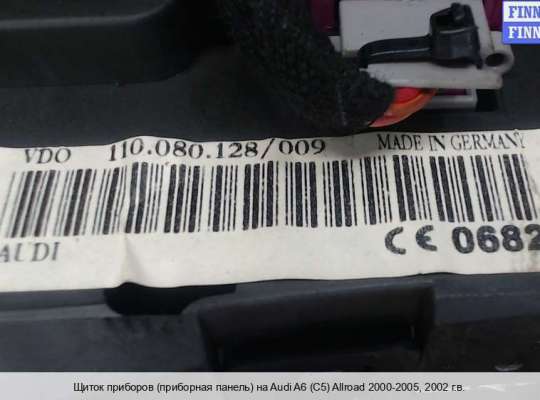 FINN
FINN
VDO 110.080.128/009 MADE IN GERMANY
AUDI CE 0682
Щиток приборов (приборная панель) на Audi A6 (C5) Allroad 2000-2005, 2002 г.в.